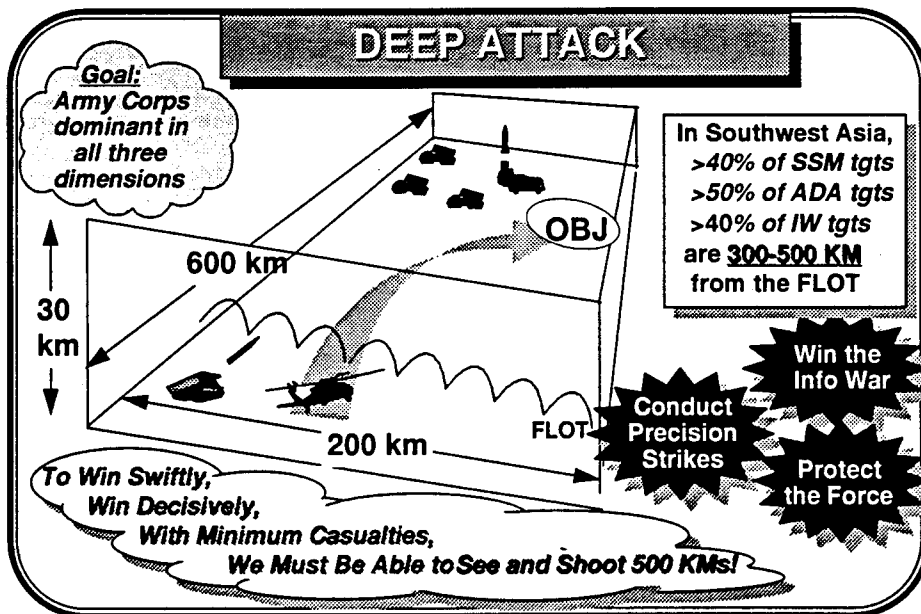 DEEP ATTACK
Goal:
Army Corps
dominant in
all three
dimensions
In Southwest Asia,
>40% of SSM tgts
>50% of ADA tgts
>40% of IW tgts
are 300-500 KM
from the FLOT
OBJ
600 km
30
km
200 km
FLOT
Win the
Info War
Conduct
Precision
Strikes
Protect
the Force
To Win Swiftly,
Win Decisively,
With Minimum Casualties,
We Must Be Able to See and Shoot 500 KMs!